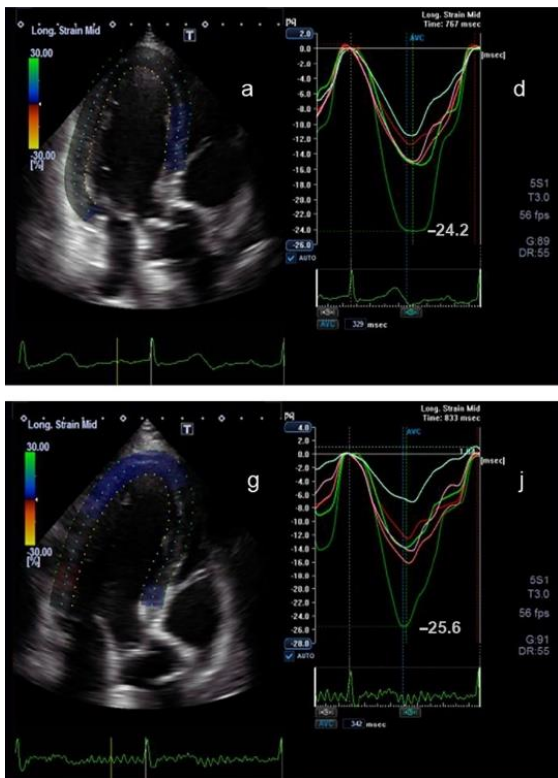 Long. Strain Mid
T
30.00
-30.00
[%]
a
Long. Strain Mid
Time: 767 msec
[%]
2.0
AVC
0.0
[msec]
-2.0
-4.0
-6.0
-8.0
-10.0
-12.0
-14.0
-16.0
-18.0
-20.0
-22.0
-24.0
-26.0
d
−24.2
5S1
T3.0
56 fps
G:89
DR:55
AUTO
AVC 329 msec
Long. Strain Mid
T
30.00
-30.00
[%]
g
Long. Strain Mid
Time: 833 msec
[%]
4.0
AVC
2.0
0.0
[msec]
-2.0
-4.0
-6.0
-8.0
-10.0
-12.0
-14.0
-16.0
-18.0
-20.0
-22.0
-24.0
-26.0
-28.0
j
−25.6
5S1
T3.0
56 fps
G:91
DR:55
AUTO
AVC 342 msec